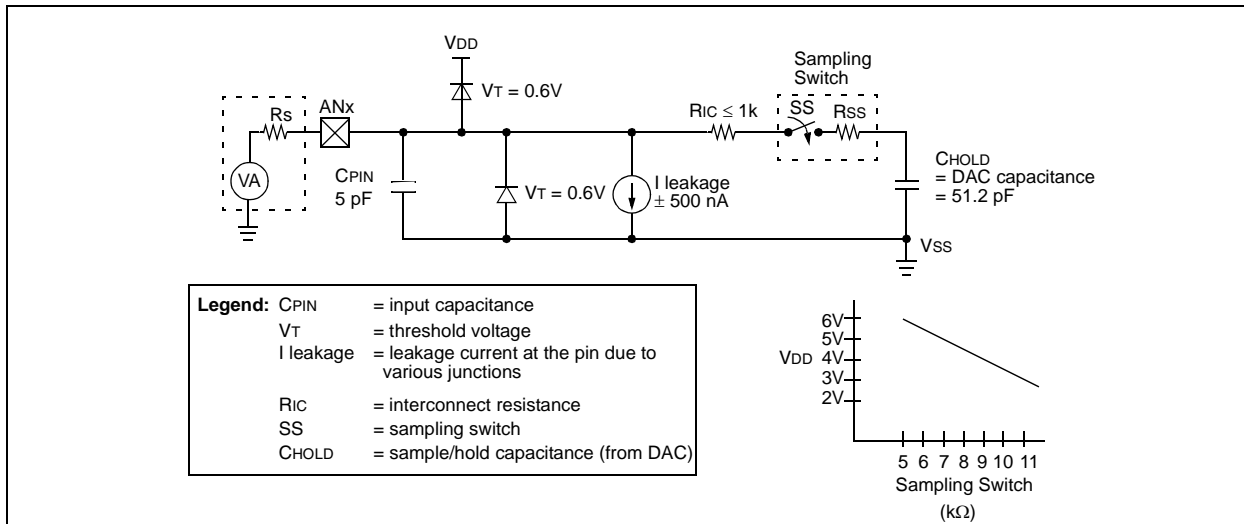 VDD
Sampling
Switch
VT = 0.6V
ANx
Rs
RIC ≤ 1k
SS
RSS
VA
CPIN
5 pF
VT = 0.6V
I leakage
± 500 nA
CHOLD
= DAC capacitance
= 51.2 pF
VSS
Legend: CPIN = input capacitance
VT = threshold voltage
I leakage = leakage current at the pin due to
various junctions
RIC = interconnect resistance
SS = sampling switch
CHOLD = sample/hold capacitance (from DAC)
6V
5V
VDD 4V
3V
2V
5 6 7 8 9 10 11
Sampling Switch
(kΩ)